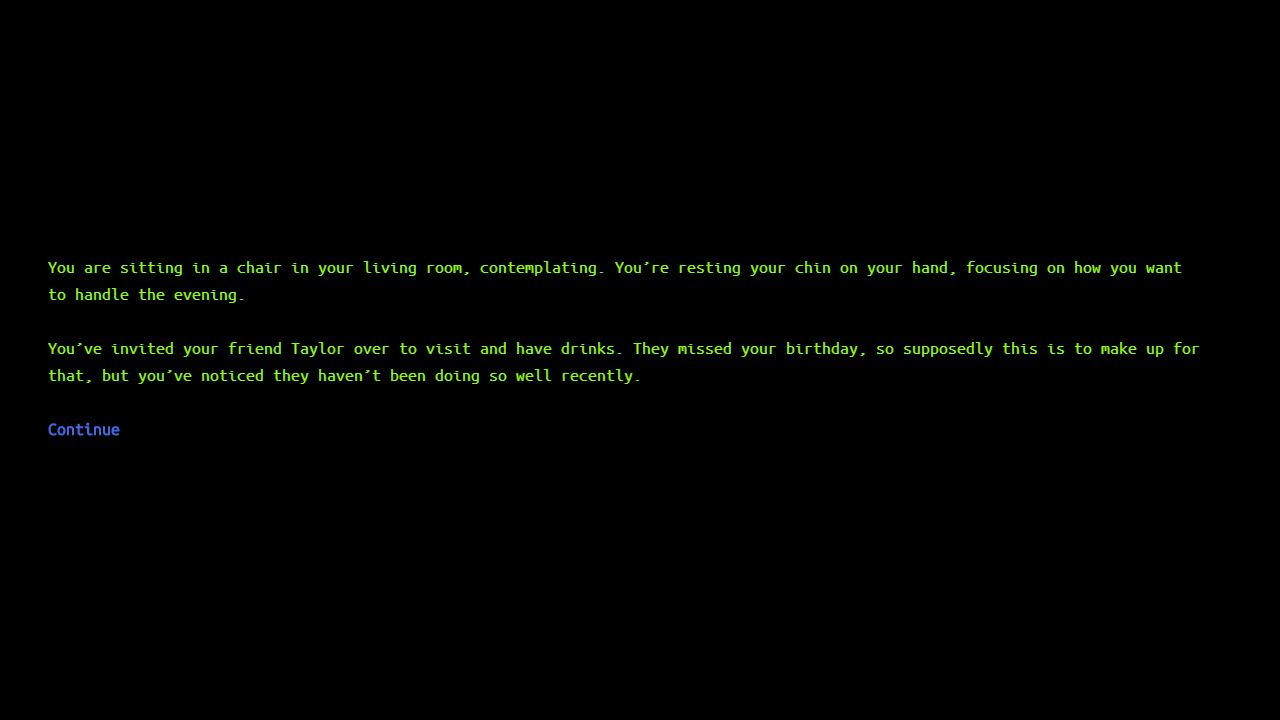 You are sitting in a chair in your living room, contemplating. You’re resting your chin on your hand, focusing on how you want
to handle the evening.
You’ve invited your friend Taylor over to visit and have drinks. They missed your birthday, so supposedly this is to make up for
that, but you’ve noticed they haven’t been doing so well recently.
Continue